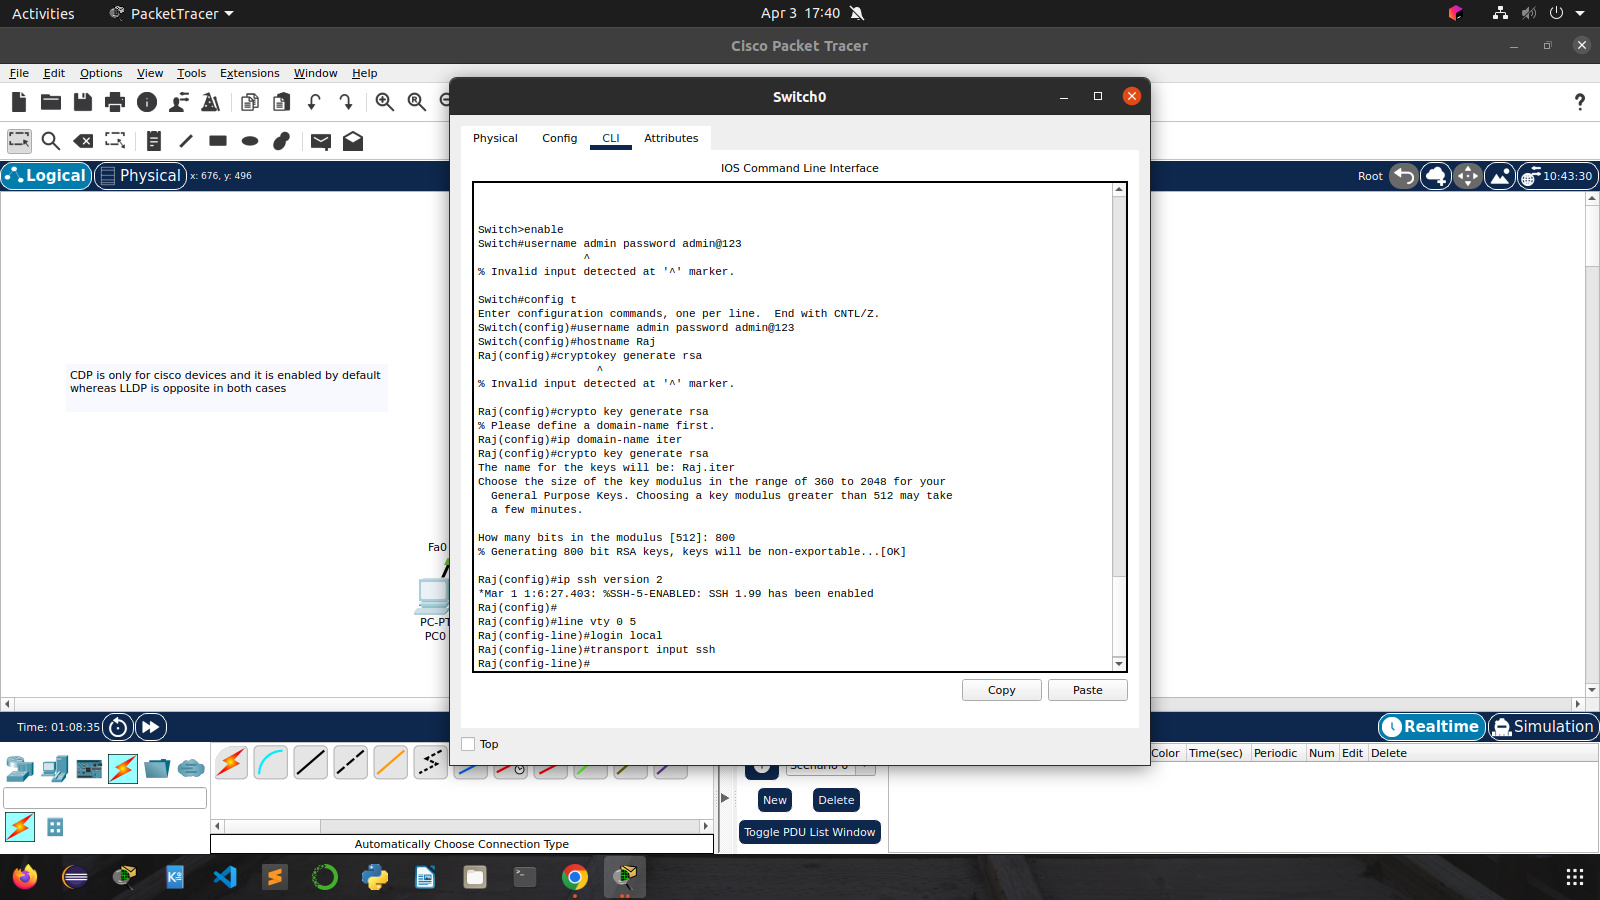 Activities
PacketTracer
Apr 3 17:40
Cisco Packet Tracer
File Edit Options View Tools Extensions Window Help
Switch0
Physical Config CLI Attributes
IOS Command Line Interface
Logical Physical x: 676, y: 496
Root 10:43:30
Switch>enable
Switch#username admin password admin@123
^
% Invalid input detected at '^' marker.
Switch#config t
Enter configuration commands, one per line. End with CNTL/Z.
Switch(config)#username admin password admin@123
Switch(config)#hostname Raj
Raj(config)#cryptokey generate rsa
^
% Invalid input detected at '^' marker.
Raj(config)#crypto key generate rsa
% Please define a domain-name first.
Raj(config)#ip domain-name iter
Raj(config)#crypto key generate rsa
The name for the keys will be: Raj.iter
Choose the size of the key modulus in the range of 360 to 2048 for your
General Purpose Keys. Choosing a key modulus greater than 512 may take
a few minutes.
How many bits in the modulus [512]: 800
% Generating 800 bit RSA keys, keys will be non-exportable...[OK]
Raj(config)#ip ssh version 2
*Mar 1 1:6:27.403: %SSH-5-ENABLED: SSH 1.99 has been enabled
Raj(config)#
Raj(config)#line vty 0 5
Raj(config-line)#login local
Raj(config-line)#transport input ssh
Raj(config-line)#
CDP is only for cisco devices and it is enabled by default
whereas LLDP is opposite in both cases
Fa0
PC-PT
PC0
Copy Paste
Top
Time: 01:08:35
Realtime Simulation
Scenario 0
Color Time(sec) Periodic Num Edit Delete
New Delete
Toggle PDU List Window
Automatically Choose Connection Type